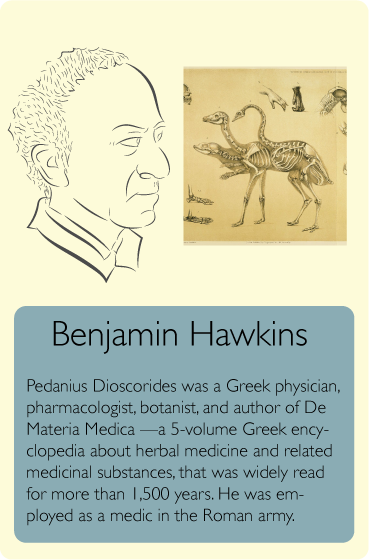 Benjamin Hawkins
Pedanius Dioscorides was a Greek physician,
pharmacologist, botanist, and author of De
Materia Medica —a 5-volume Greek ency-
clopedia about herbal medicine and related
medicinal substances, that was widely read
for more than 1,500 years. He was em-
ployed as a medic in the Roman army.